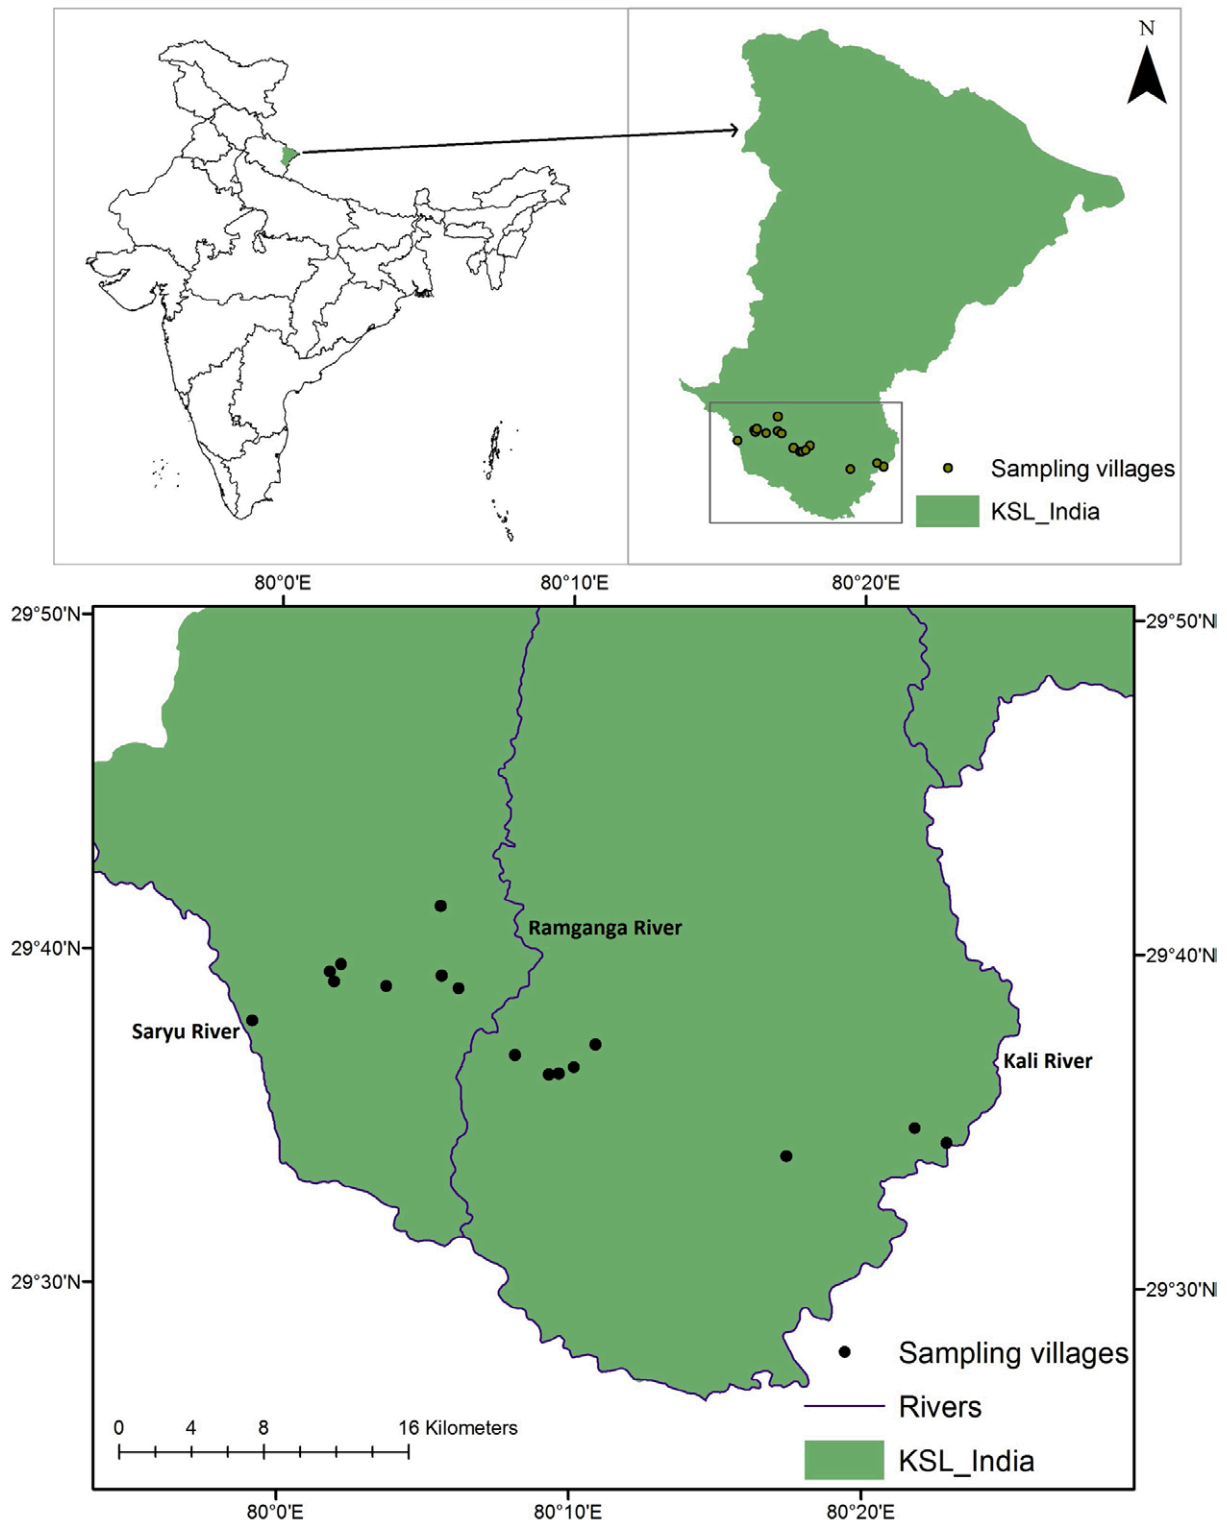 N
Sampling villages
KSL_India
80°0'E 80°10'E 80°20'E
29°50'N 29°50'N
Ramganga River
29°40'N 29°40'N
Saryu River
Kali River
29°30'N 29°30'N
Sampling villages
0 4 8 16 Kilometers
Rivers
KSL_India
80°0'E 80°10'E 80°20'E